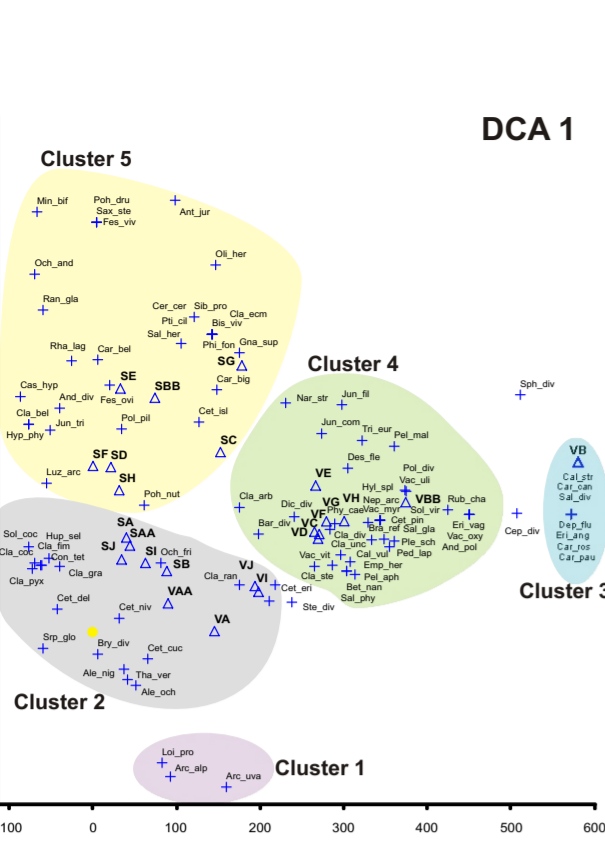 DCA 1
Cluster 5
Min_bif
Poh_dru
Sax_ste
Fes_viv
Ant_jur
Oli_her
Och_and
Ran_gla
Cer_cer
Sib_pro
Cla_ecm
Pti_cil
Bis_viv
Sal_her
Phi_fon
Gna_sup
Rha_lag
Car_bel
SG
SE
SBB
Car_big
Cas_hyp
And_div
Fes_ovi
Cla_bel
Hyp_phy
Jun_tri
Pol_pil
Cet_isl
SC
SF
SD
Luz_arc
SH
Poh_nut
Cluster 4
Nar_str
Jun_fil
Jun_com
Tri_eur
Pel_mal
Des_fle
Pol_div
VE
Hyl_spl
Vac_uli
Cla_arb
Dic_div
VG
VH
Nep_arc
VBB
Rub_cha
VF
Phy_cae
Vac_myr
Sol_vir
Bar_div
VC
Cet_pin
Eri_vag
VD
Cla_div
Bra_ref
Sal_gla
Vac_oxy
Cla_unc
Ple_sch
And_pol
Vac_vit
Cal_vul
Ped_lap
Emp_her
Cla_ste
Pel_aph
Bet_nan
Sal_phy
Sph_div
Cep_div
VB
Cal_str
Car_can
Sal_div
Dep_flu
Eri_ang
Car_ros
Car_pau
Cluster 3
SA
SAA
Sol_coc
Hup_sel
Cla_fim
Cla_coc
SJ
SI
Och_fri
Con_tet
SB
Cla_pyx
Cla_gra
Cla_ran
VJ
VI
Cet_eri
Ste_div
Cet_del
VAA
Cet_niv
VA
Srp_glo
Bry_div
Cet_cuc
Ale_nig
Tha_ver
Ale_och
Cluster 2
Loi_pro
Arc_alp
Arc_uva
Cluster 1
100 0 100 200 300 400 500 600